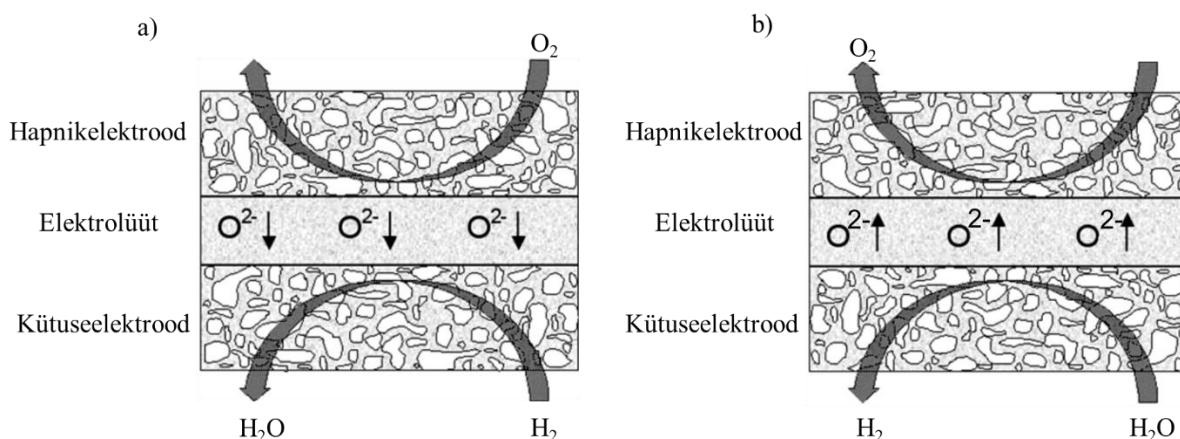 a)
O₂
Hapnikelektrood
Elektrolüüt
O²⁻ O²⁻ O²⁻
Kütuseelektrood
H₂O H₂
b)
O₂
Hapnikelektrood
Elektrolüüt
O²⁻ O²⁻ O²⁻
Kütuseelektrood
H₂ H₂O